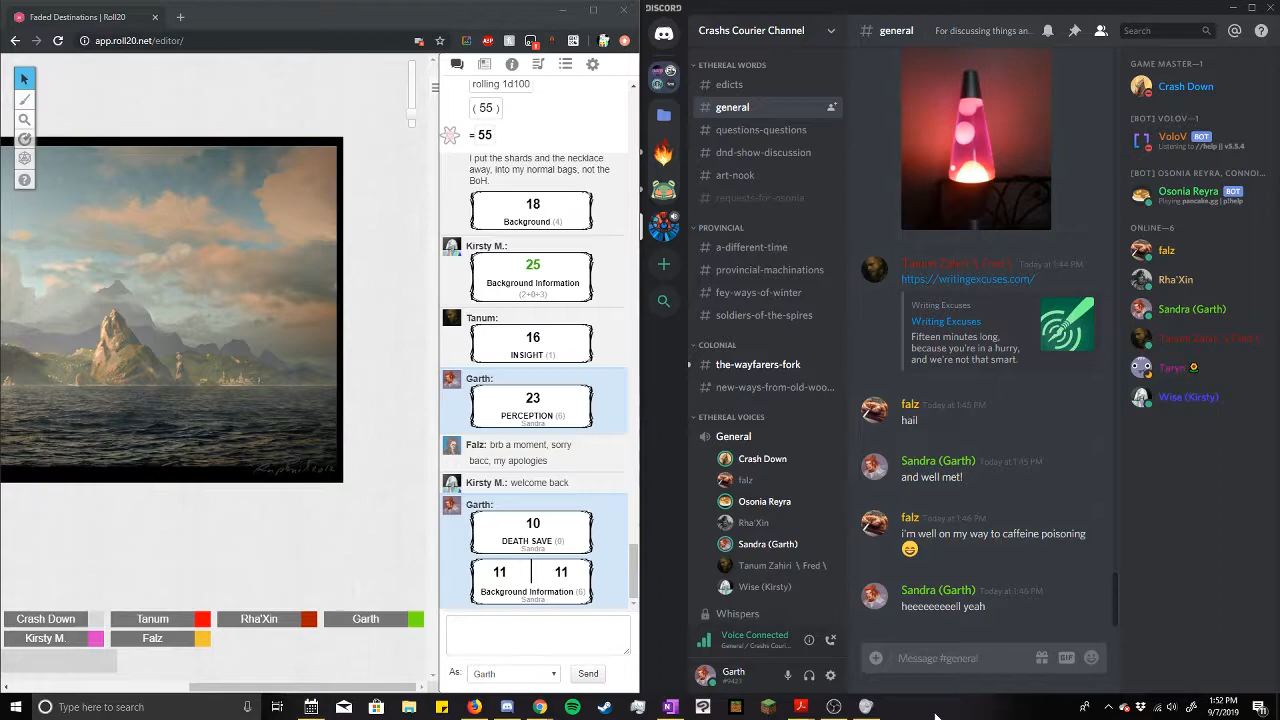 Faded Destinations | Roll20
app.roll20.net/editor/
rolling 1d100
( 55 )
= 55
I put the shards and the necklace
away, into my normal bags, not the
BoH.
18
Background (4)
Kirsty M.:
25
Background Information
(2+0+3)
Tanum:
16
INSIGHT (1)
Garth:
23
PERCEPTION (6)
Sandra
Falz: brb a moment, sorry
bacc, my apologies
Kirsty M.: welcome back
Garth:
10
DEATH SAVE (0)
Sandra
11 | 11
Background Information (6)
Sandra
Crash Down
Tanum
Rha'Xin
Garth
Kirsty M.
Falz
As:
Garth
Send
DISCORD
Crashs Courier Channel
ETHEREAL WORDS
# edicts
# general
# questions-questions
# dnd-show-discussion
# art-nook
# requests-for-osonia
PROVINCIAL
# a-different-time
# provincial-machinations
# fey-ways-of-winter
# soldiers-of-the-spires
COLONIAL
# the-wayfarers-fork
# new-ways-from-old-woo...
ETHEREAL VOICES
General
Crash Down
falz
Osonia Reyra
Rha'Xin
Sandra (Garth)
Tanum Zahiri \ Fred \
Wise (Kirsty)
Whispers
Voice Connected
General / Crashs Couri...
Garth
#9421
# general
For discussing things an...
Search
Tanum Zahiri \ Fred \ Today at 1:44 PM
https://writingexcuses.com/
Writing Excuses
Writing Excuses
Fifteen minutes long,
because you're in a hurry,
and we're not that smart.
falz Today at 1:45 PM
hail
Sandra (Garth) Today at 1:45 PM
and well met!
falz Today at 1:46 PM
i'm well on my way to caffeine poisoning
Sandra (Garth) Today at 1:46 PM
heeeeeeeeell yeah
Message #general
GIF
GAME MASTER—1
Crash Down
[BOT] VOLOV—1
VoloV BOT
Listening to //help || v5.5.4
[BOT] OSONIA REYRA, CONNOI...
Osonia Reyra BOT
Playing pancake.gg | p!help
ONLINE—6
falz
Rha'Xin
Sandra (Garth)
Tanum Zahiri \ Fred \
Taryn
Wise (Kirsty)
Type here to search
1:52 PM
9/7/2019